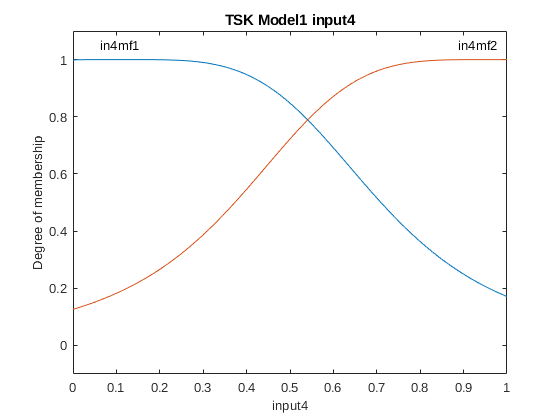 TSK Model1 input4
in4mf1
in4mf2
Degree of membership
1
0.8
0.6
0.4
0.2
0
0 0.1 0.2 0.3 0.4 0.5 0.6 0.7 0.8 0.9 1
input4